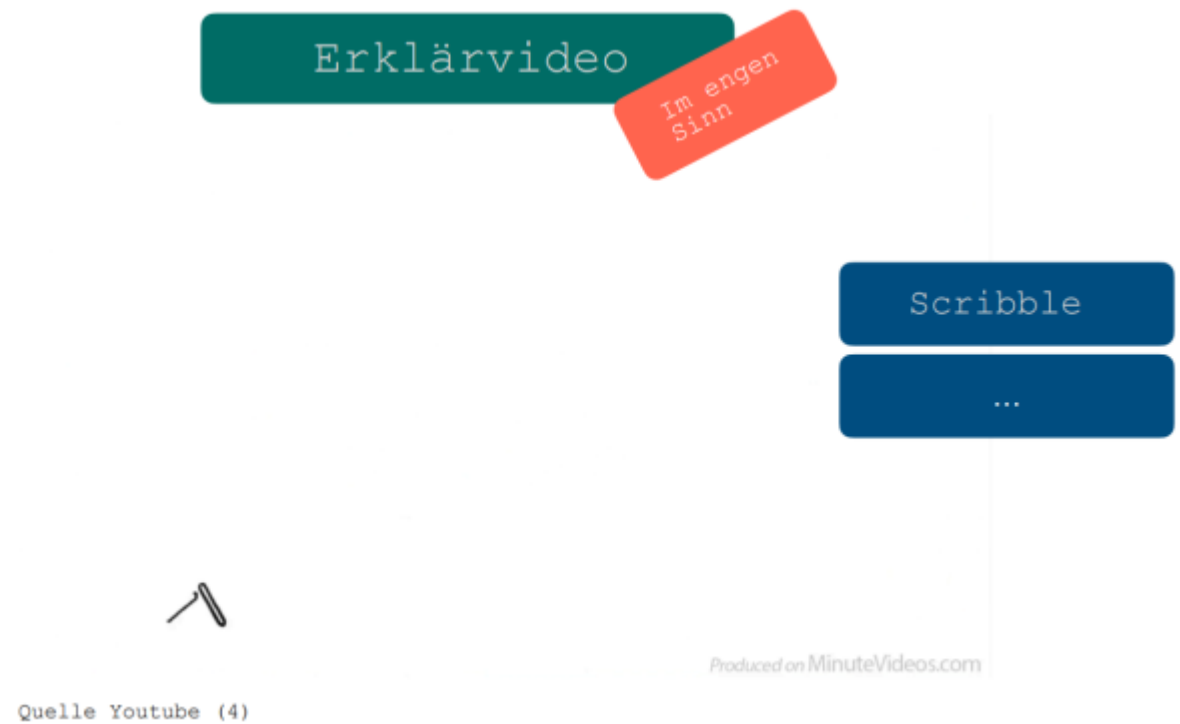 Erklärvideo
Im engen
Sinn
Scribble
...
Produced on MinuteVideos.com
Quelle Youtube (4)